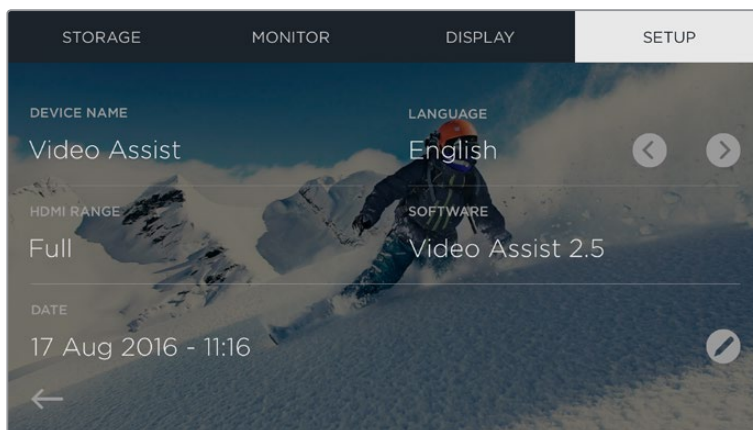 STORAGE MONITOR DISPLAY SETUP
DEVICE NAME
Video Assist
LANGUAGE
English
HDMI RANGE
Full
SOFTWARE
Video Assist 2.5
DATE
17 Aug 2016 - 11:16